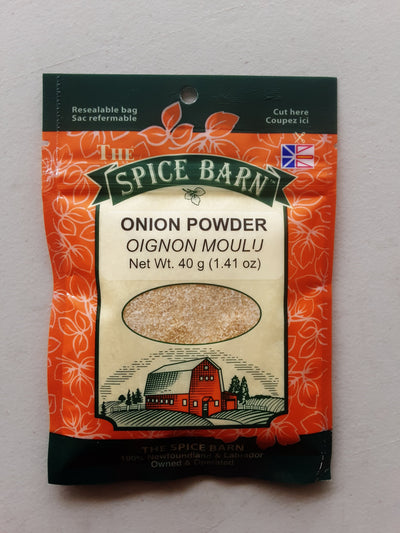 Resealable bag
Sac refermable
Cut here
Coupez ici
THE
SPICE BARN™
ONION POWDER
OIGNON MOULU
Net Wt. 40 g (1.41 oz)
THE SPICE BARN
100% Newfoundland & Labrador
Owned & Operated